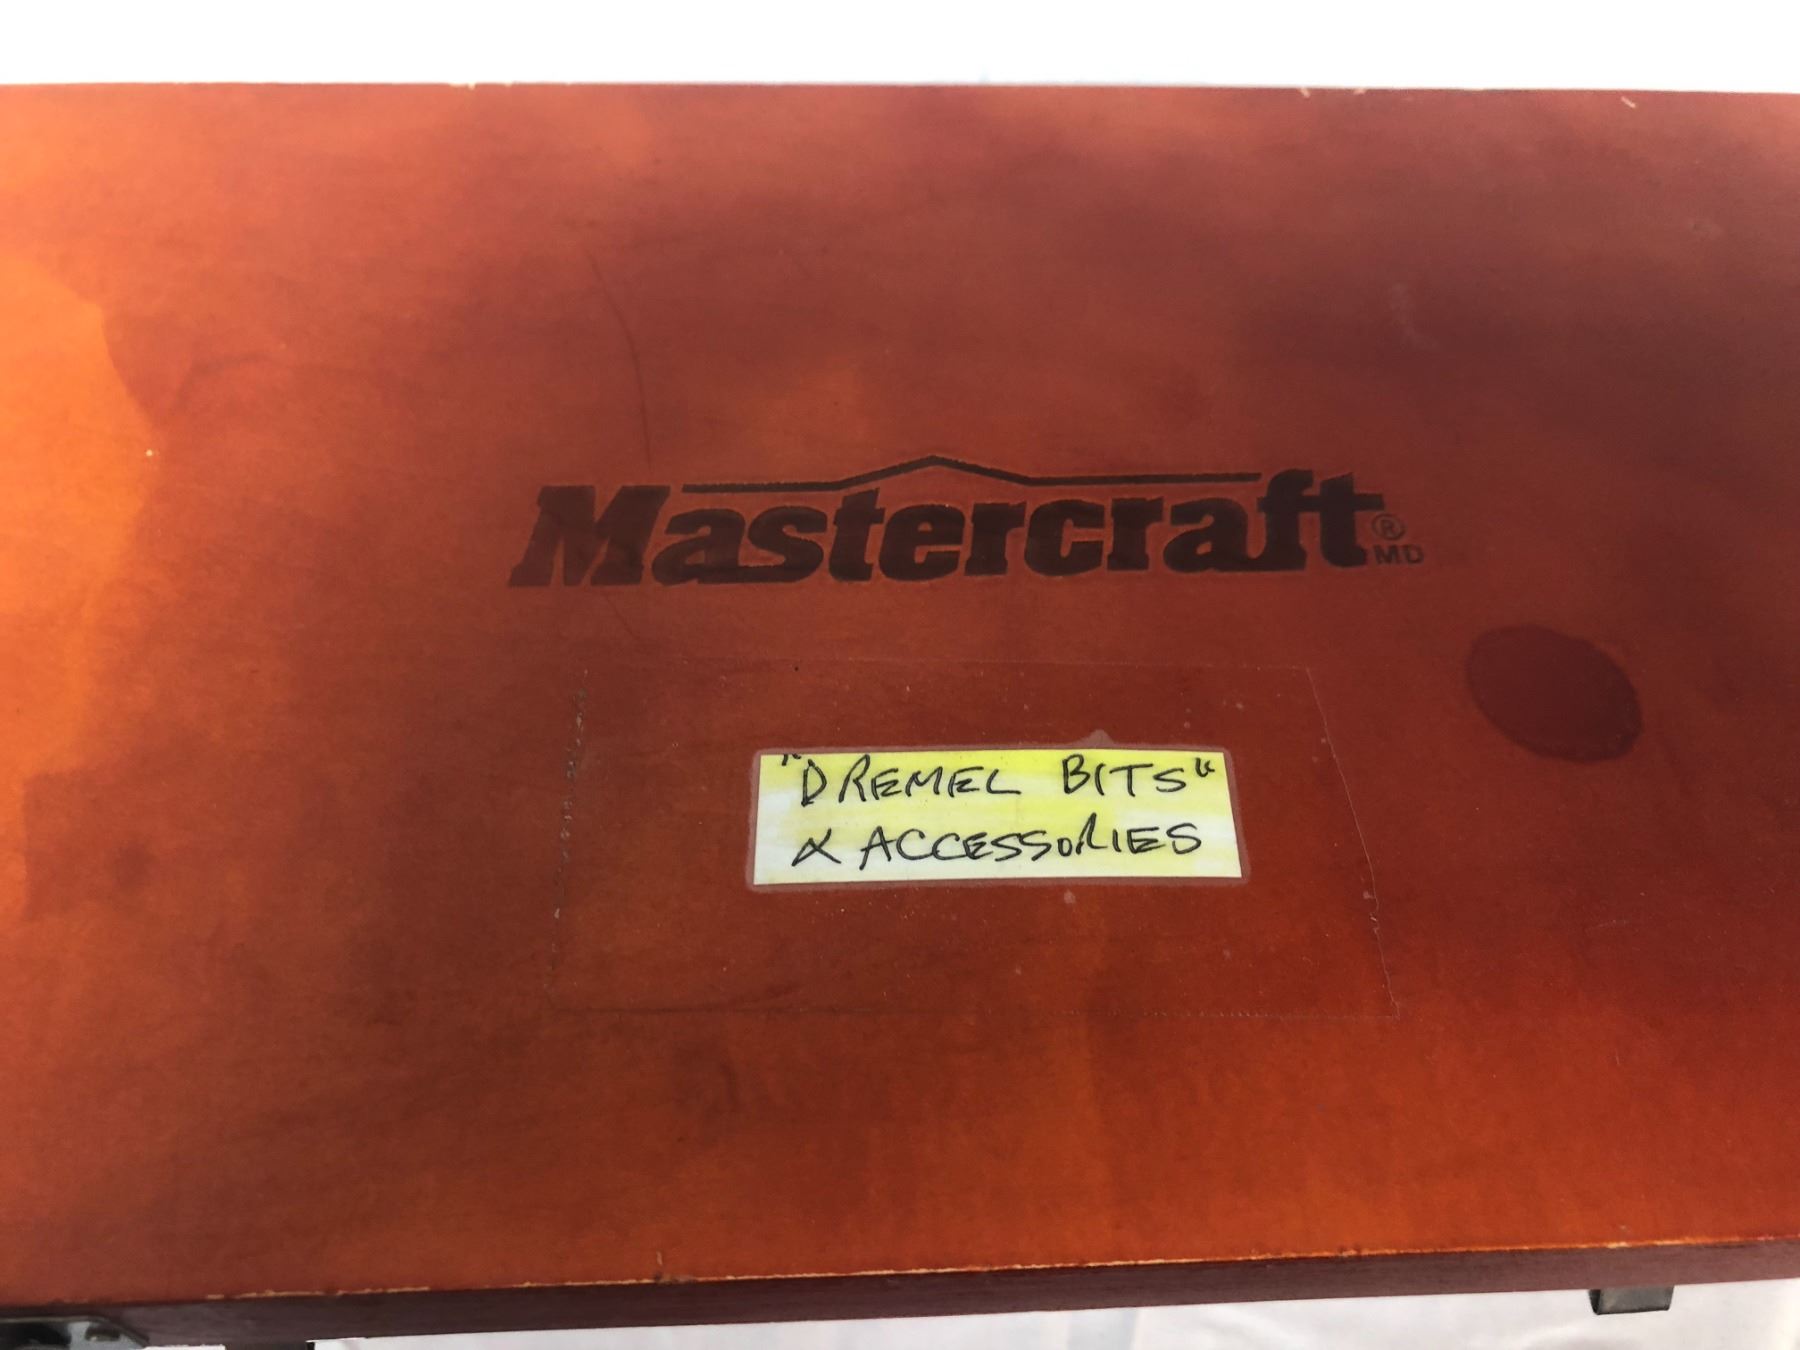 Mastercraft®
MD
"DREMEL BITS"
& ACCESSORIES